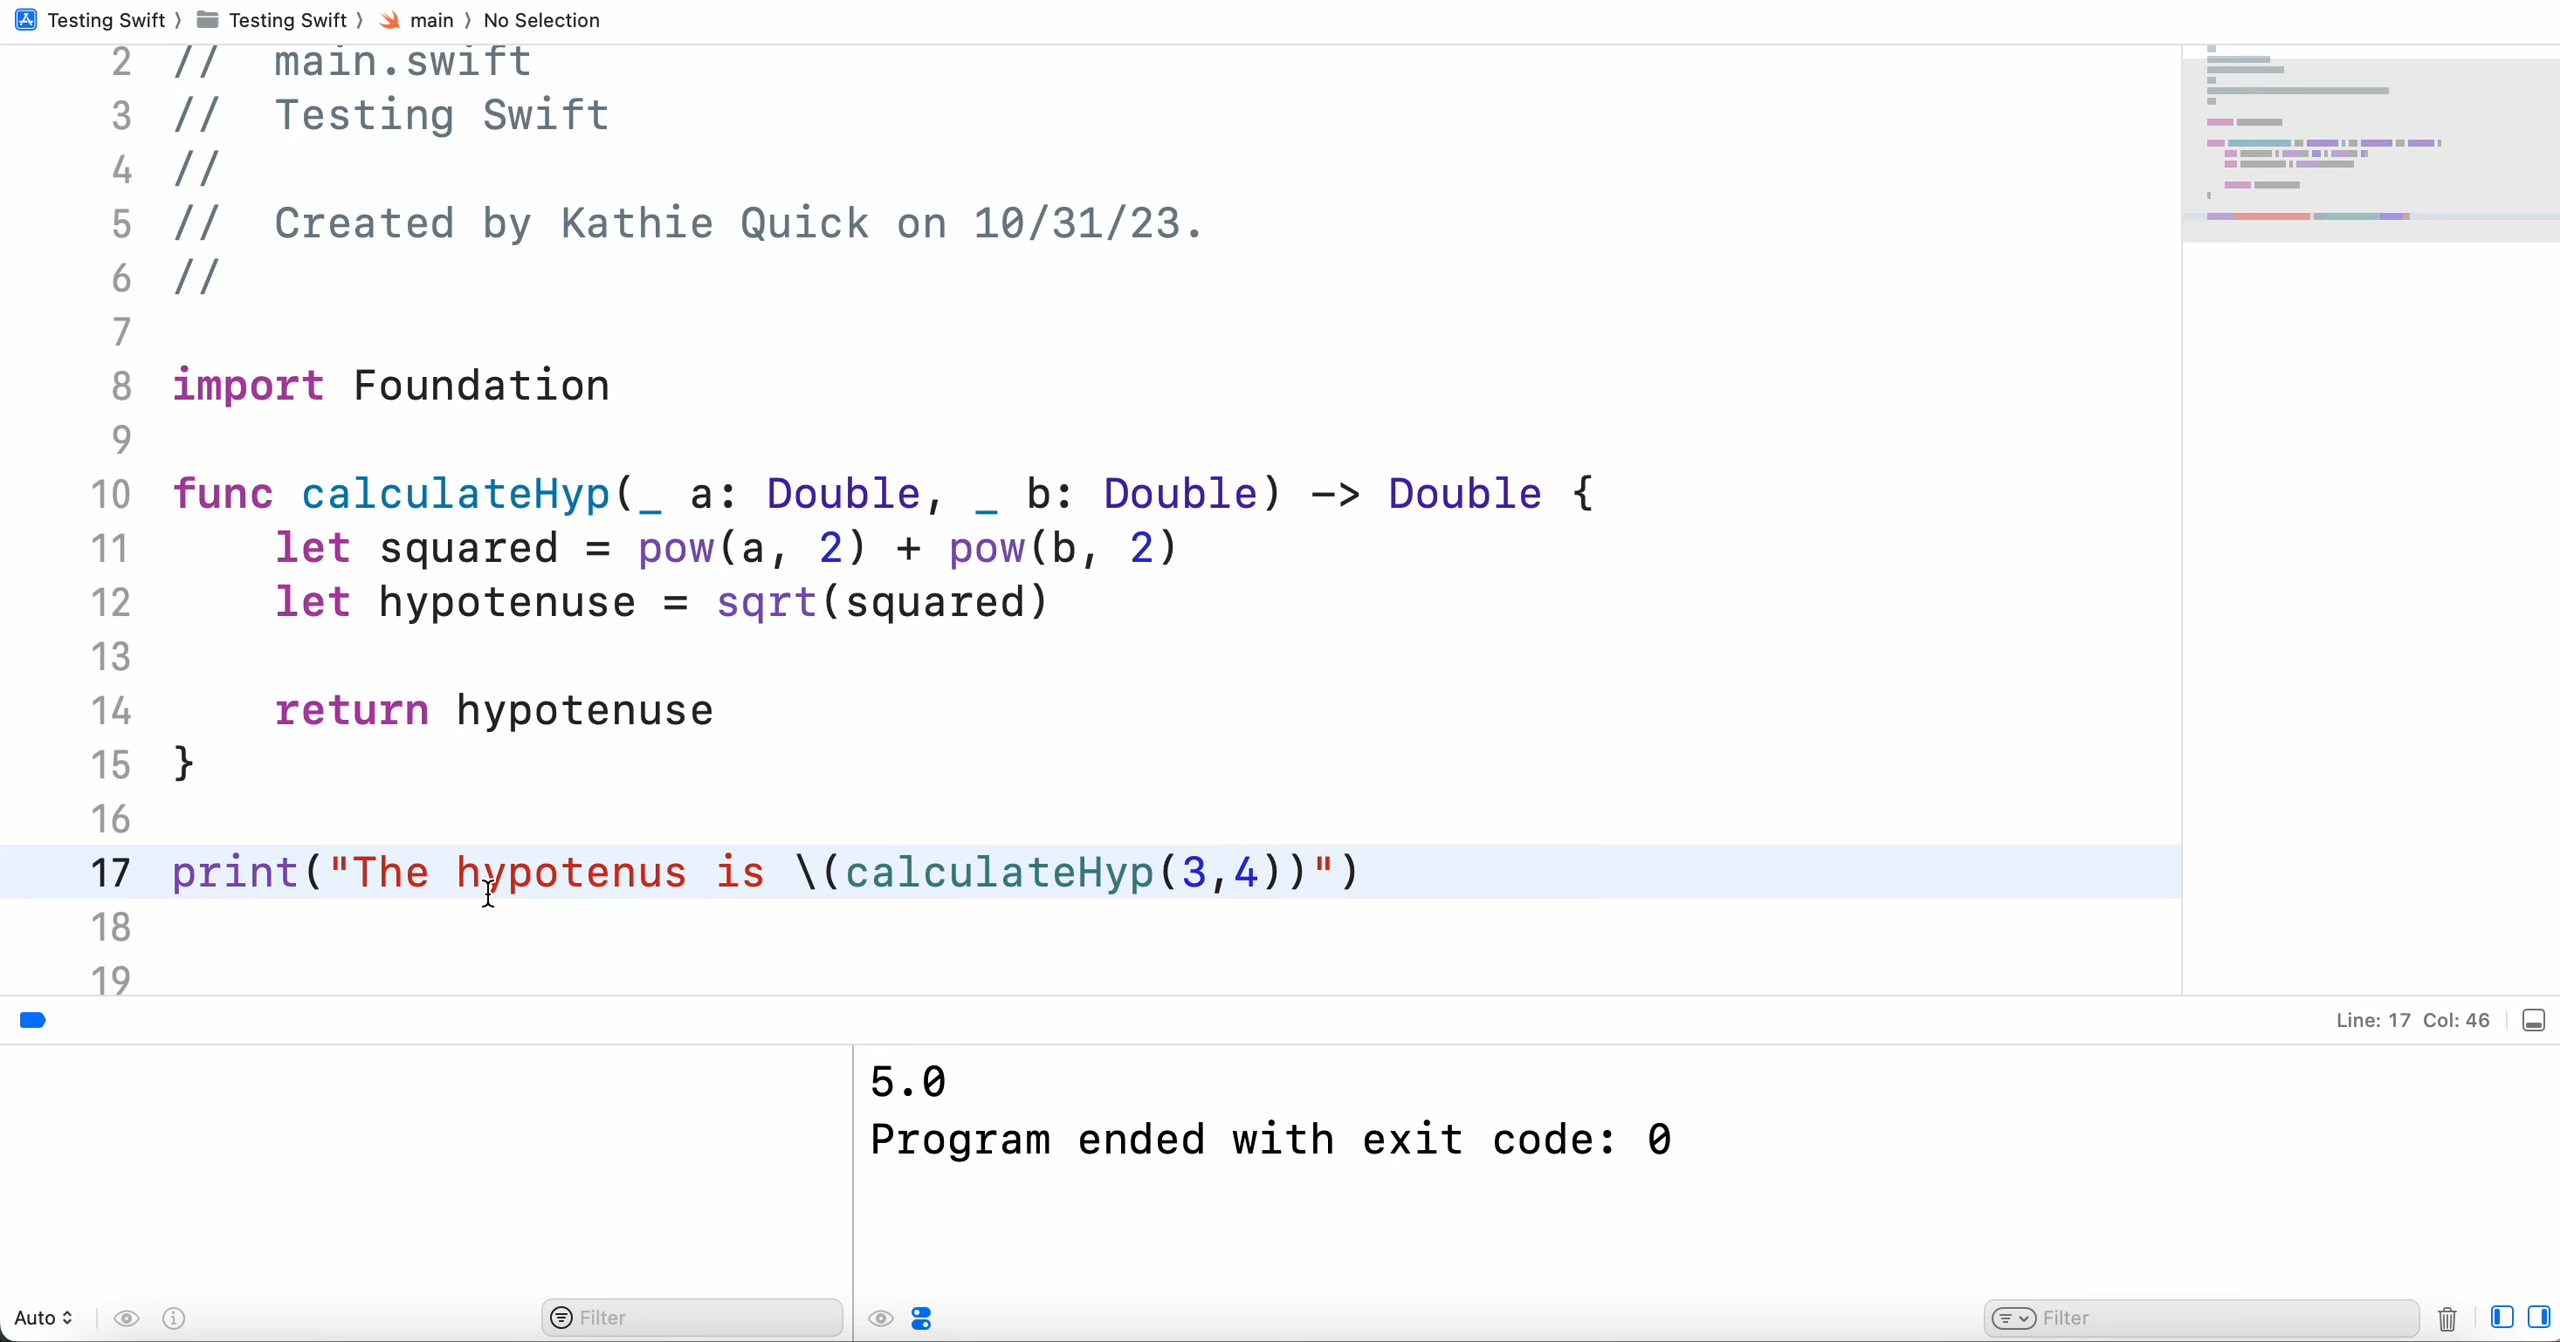 Testing Swift 〉 Testing Swift 〉 main 〉 No Selection
2 //  main.swift
3 //  Testing Swift
4 //
5 //  Created by Kathie Quick on 10/31/23.
6 //
7
8 import Foundation
9
10 func calculateHyp(_ a: Double, _ b: Double) -> Double {
11     let squared = pow(a, 2) + pow(b, 2)
12     let hypotenuse = sqrt(squared)
13
14     return hypotenuse
15 }
16
17 print("The hypotenus is \(calculateHyp(3,4))")
18
19
Line: 17 Col: 46
5.0
Program ended with exit code: 0
Auto Filter Filter